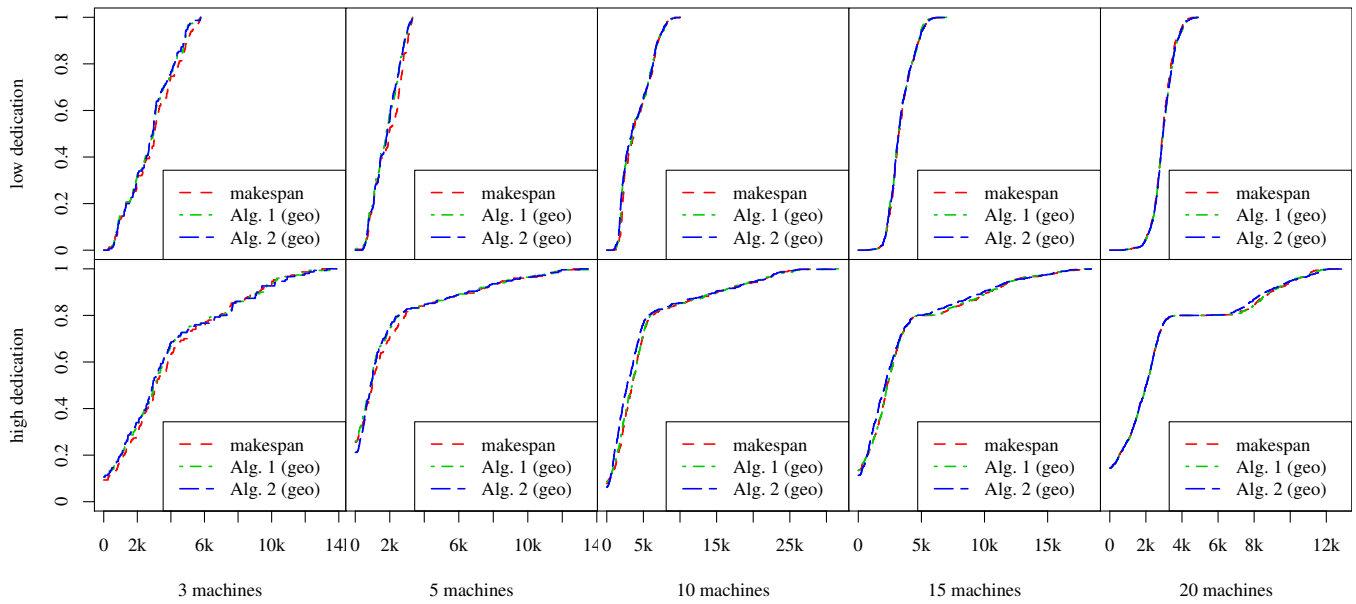 low dedication
0 0.2 0.4 0.6 0.8 1
makespan
Alg. 1 (geo)
Alg. 2 (geo)
makespan
Alg. 1 (geo)
Alg. 2 (geo)
makespan
Alg. 1 (geo)
Alg. 2 (geo)
makespan
Alg. 1 (geo)
Alg. 2 (geo)
makespan
Alg. 1 (geo)
Alg. 2 (geo)
high dedication
0 0.2 0.4 0.6 0.8 1
makespan
Alg. 1 (geo)
Alg. 2 (geo)
makespan
Alg. 1 (geo)
Alg. 2 (geo)
makespan
Alg. 1 (geo)
Alg. 2 (geo)
makespan
Alg. 1 (geo)
Alg. 2 (geo)
makespan
Alg. 1 (geo)
Alg. 2 (geo)
0 2k 6k 10k
0 2k 6k 10k
0 5k 15k 25k
0 5k 10k 15k
0 2k 4k 6k 8k 12k
3 machines
5 machines
10 machines
15 machines
20 machines